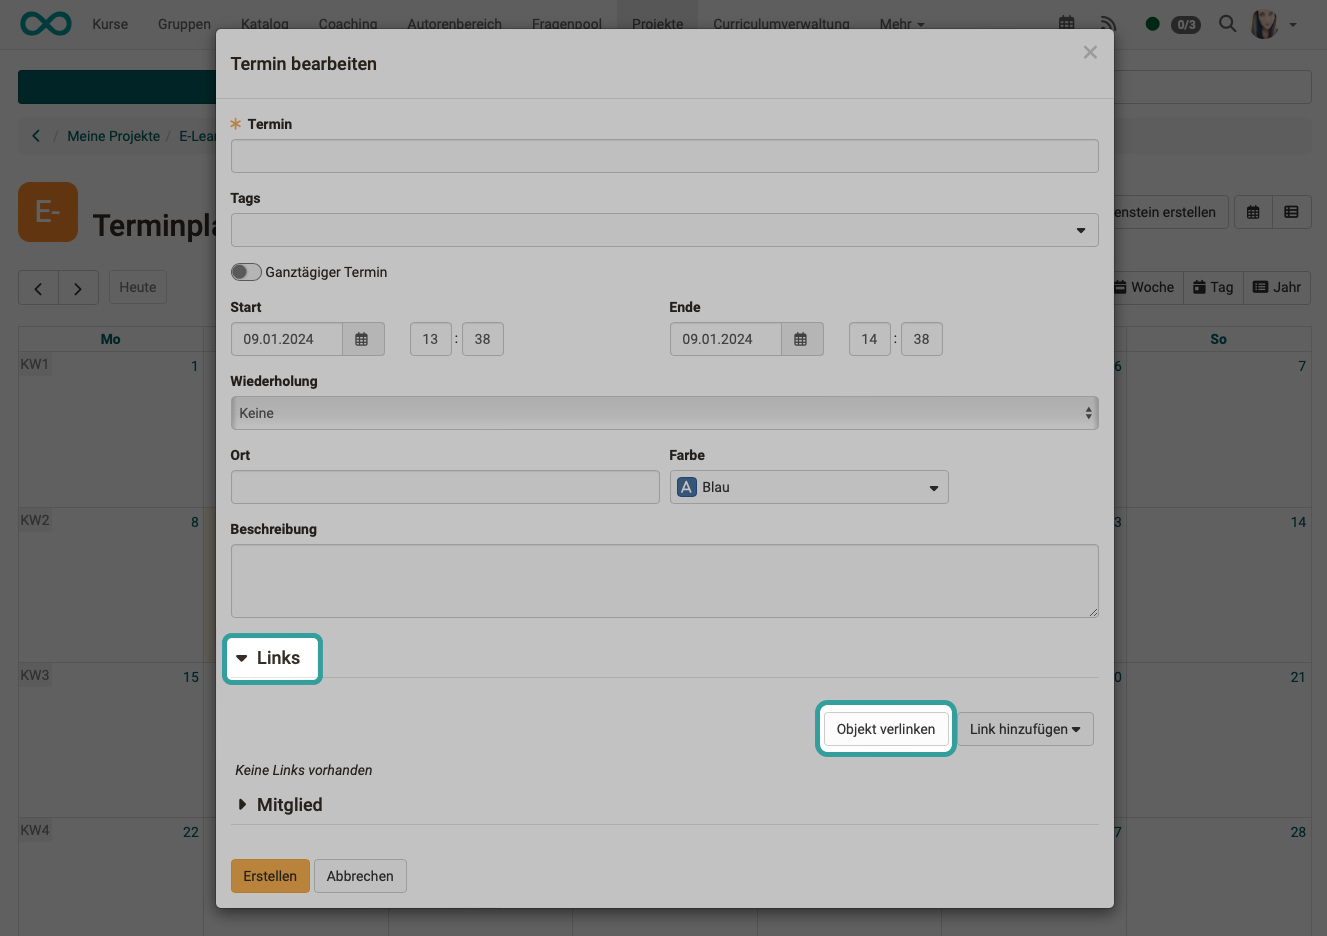 Kurse Gruppen Katalog Coaching Autorenbereich Fragenpool Projekte Curriculumverwaltung Mehr 0/3
Termin bearbeiten
Meine Projekte / E-Lea
Termin
Tags
E-
Terminpla
enstein erstellen
Ganztägiger Termin
Heute
Woche Tag Jahr
Start Ende
09.01.2024 13 : 38 09.01.2024 14 : 38
Mo So
KW1 1 6 7
Wiederholung
Keine
Ort Farbe
A Blau
KW2 8 3 14
Beschreibung
Links
KW3 15 0 21
Objekt verlinken Link hinzufügen
Keine Links vorhanden
Mitglied
KW4 22 7 28
Erstellen Abbrechen